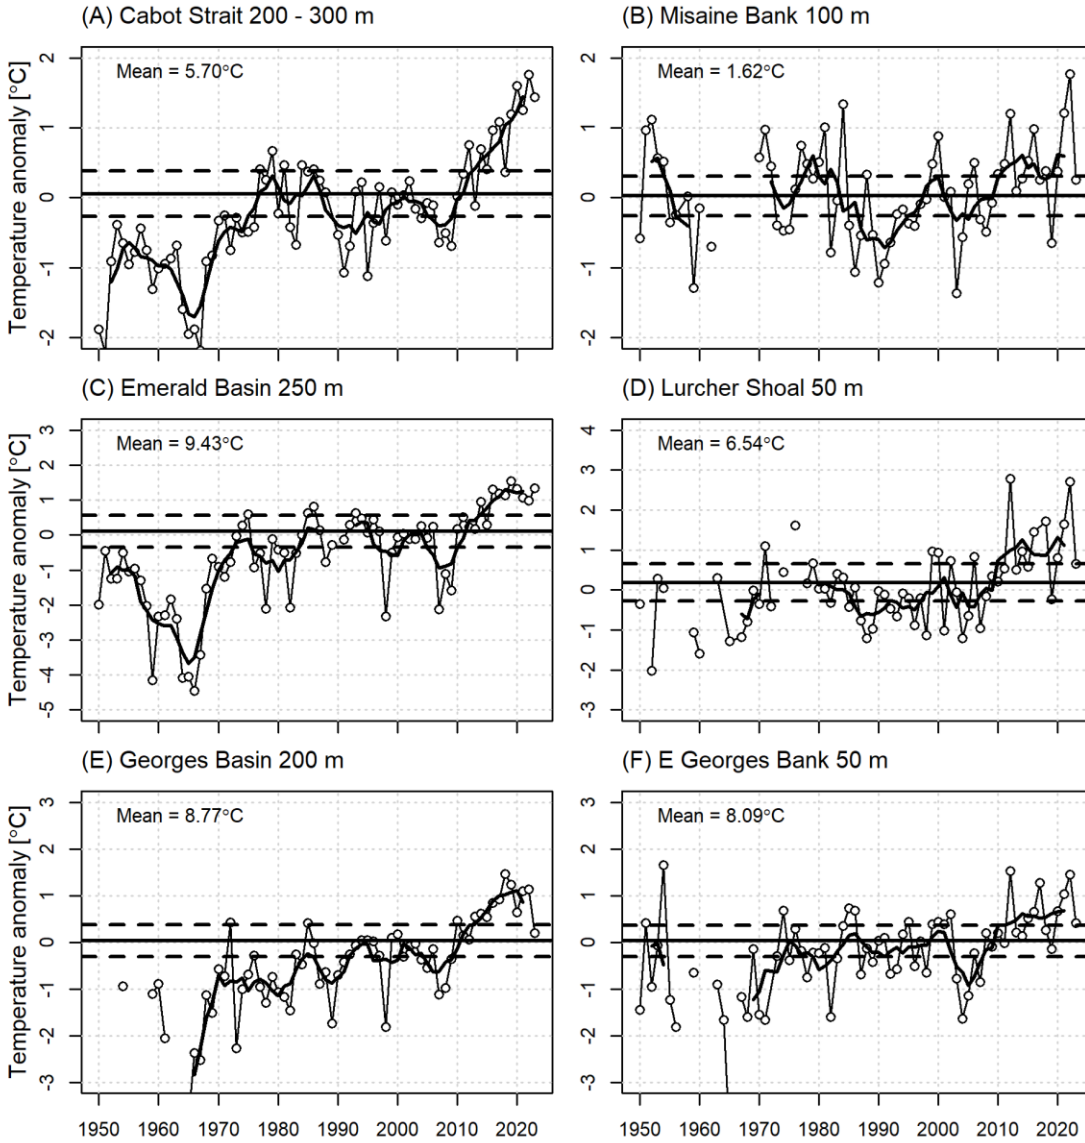 (A) Cabot Strait 200 - 300 m
Mean = 5.70°C
Temperature anomaly [°C]
2
1
0
-1
-2
(B) Misaine Bank 100 m
Mean = 1.62°C
2
1
0
-1
-2
(C) Emerald Basin 250 m
Mean = 9.43°C
Temperature anomaly [°C]
3
2
1
0
-1
-2
-3
-4
-5
(D) Lurcher Shoal 50 m
Mean = 6.54°C
4
3
2
1
0
-1
-2
-3
(E) Georges Basin 200 m
Mean = 8.77°C
Temperature anomaly [°C]
3
2
1
0
-1
-2
-3
1950 1960 1970 1980 1990 2000 2010 2020
(F) E Georges Bank 50 m
Mean = 8.09°C
3
2
1
0
-1
-2
-3
1950 1960 1970 1980 1990 2000 2010 2020